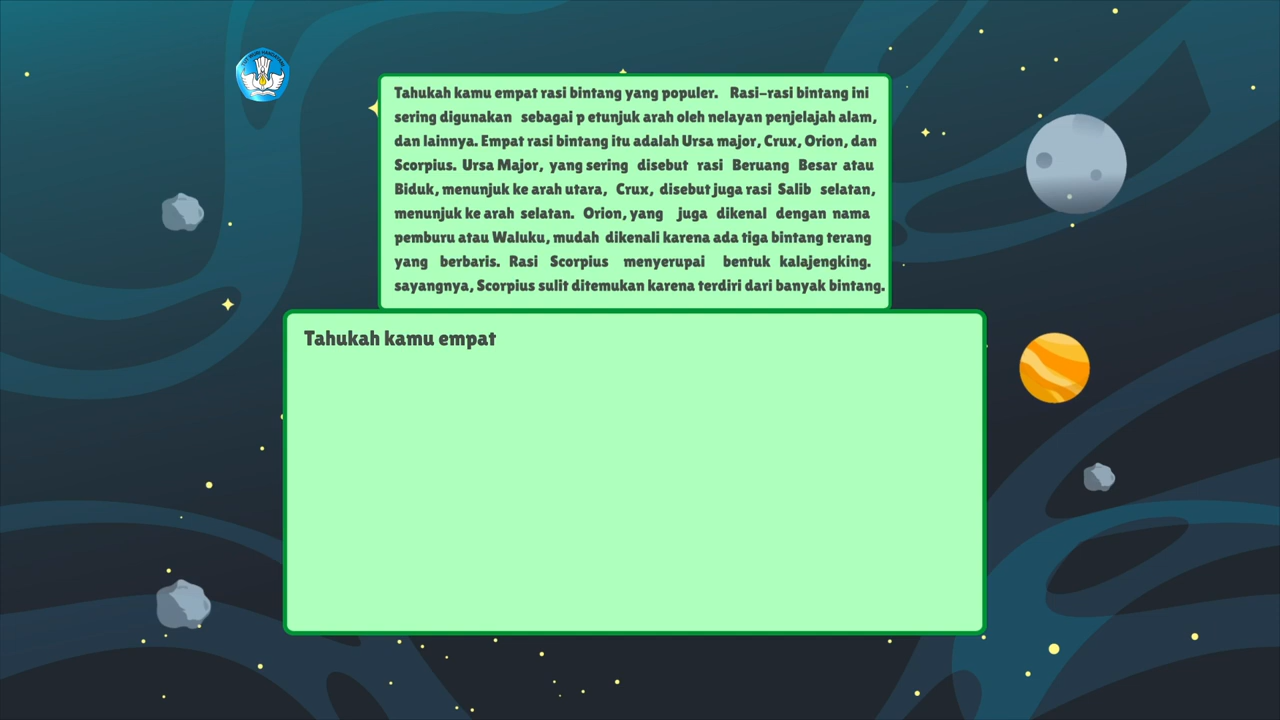 Tahukah kamu empat rasi bintang yang populer. Rasi-rasi bintang ini
sering digunakan sebagai p etunjuk arah oleh nelayan penjelajah alam,
dan lainnya. Empat rasi bintang itu adalah Ursa major, Crux, Orion, dan
Scorpius. Ursa Major, yang sering disebut rasi Beruang Besar atau
Biduk, menunjuk ke arah utara, Crux, disebut juga rasi Salib selatan,
menunjuk ke arah selatan. Orion, yang juga dikenal dengan nama
pemburu atau Waluku, mudah dikenali karena ada tiga bintang terang
yang berbaris. Rasi Scorpius menyerupai bentuk kalajengking.
sayangnya, Scorpius sulit ditemukan karena terdiri dari banyak bintang.
Tahukah kamu empat